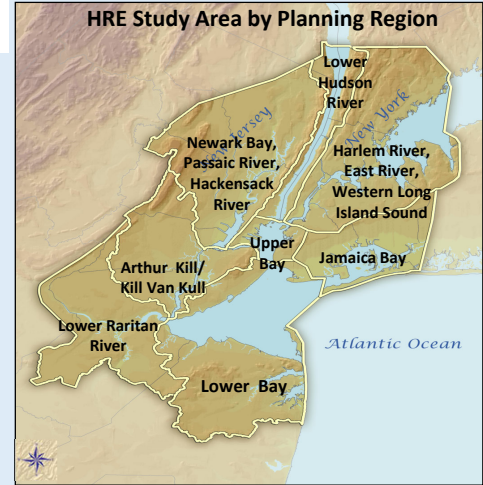 HRE Study Area by Planning Region
Lower
Hudson
River
New Jersey
New York
Newark Bay,
Passaic River,
Hackensack
River
Harlem River,
East River,
Western Long
Island Sound
Upper
Bay
Jamaica Bay
Arthur Kill/
Kill Van Kull
Lower Raritan
River
Atlantic Ocean
Lower Bay